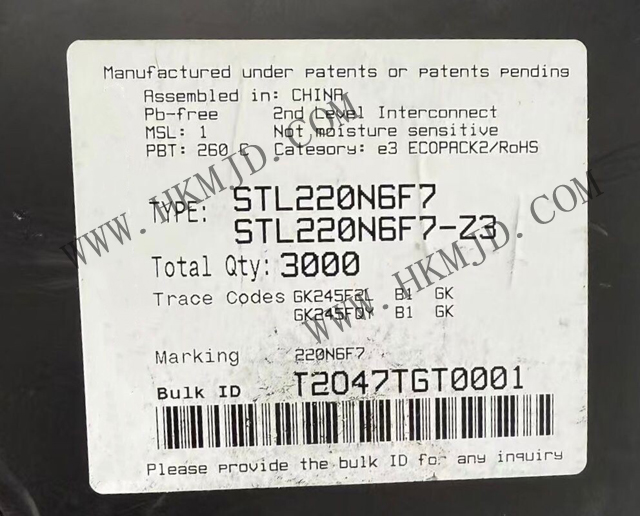 Manufactured under patents or patents pending
Assembled in: CHINA
Pb-free 2nd Level Interconnect
MSL: 1 Not moisture sensitive
PBT: 260 C Category: e3 ECOPACK2/RoHS
TYPE: STL220N6F7
STL220N6F7-Z3
Total Qty: 3000
Trace Codes GK245F2L B1 GK
GK245FQY B1 GK
Marking 220N6F7
Bulk ID T2047TGT0001
Please provide the bulk ID for any inquiry
WWW.HKMJD.COM
WWW.HKMJD.COM